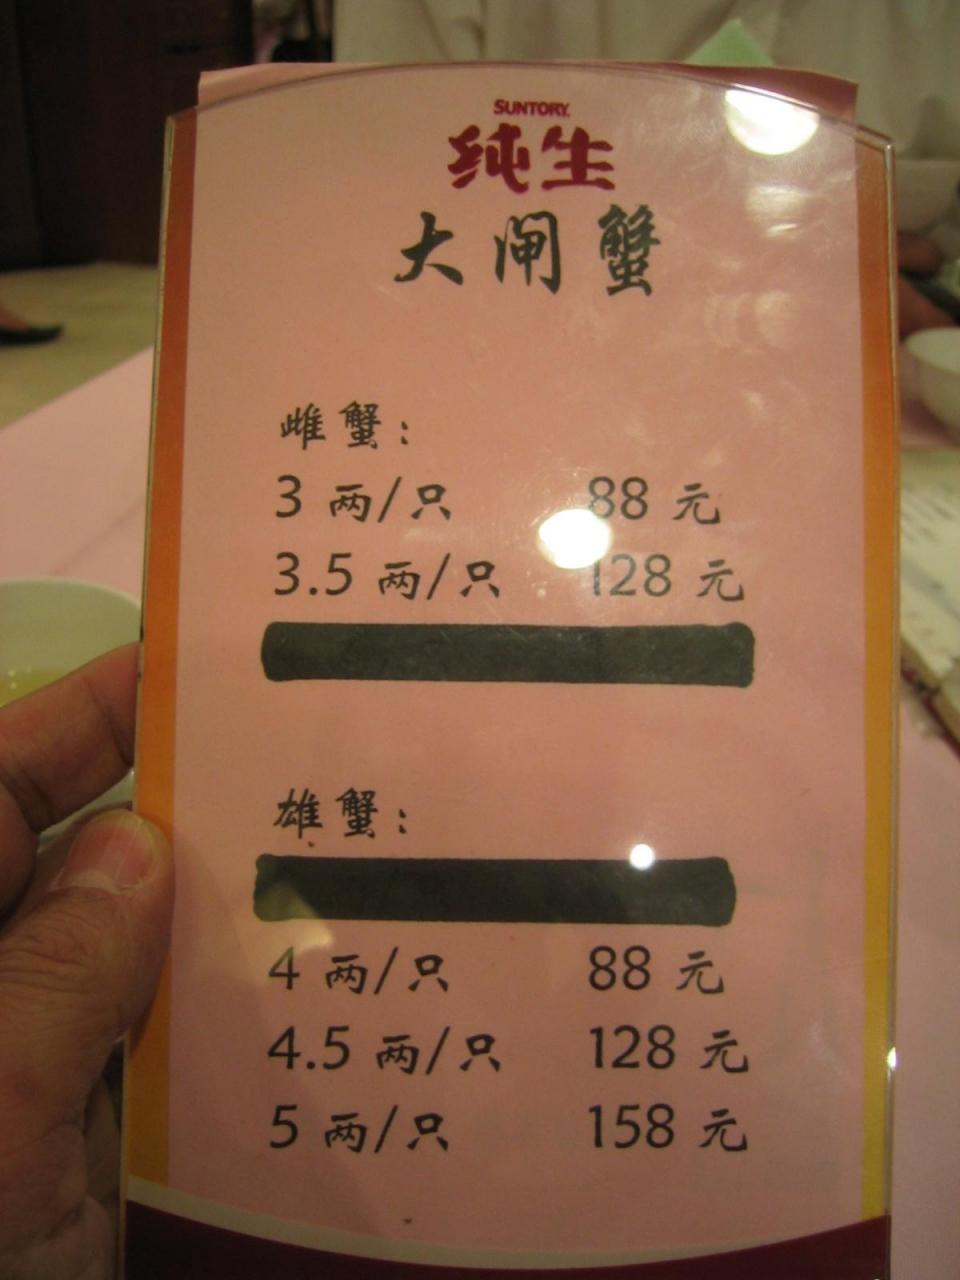 SUNTORY.
纯生
大闸蟹
雌蟹：
3 两/只 88 元
3.5 两/只 128 元
雄蟹：
4 两/只 88 元
4.5 两/只 128 元
5 两/只 158 元